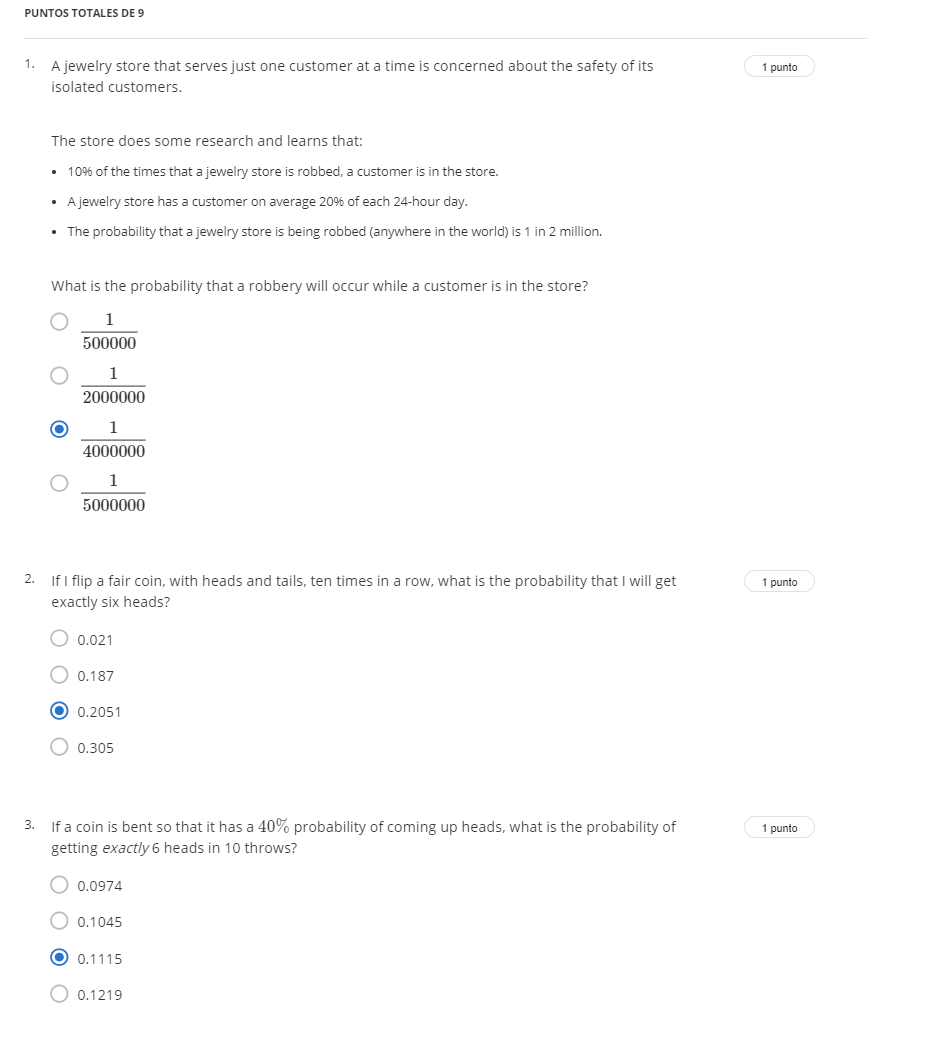 PUNTOS TOTALES DE 9
1. A jewelry store that serves just one customer at a time is concerned about the safety of its
isolated customers.
1 punto
The store does some research and learns that:
• 10% of the times that a jewelry store is robbed, a customer is in the store.
• A jewelry store has a customer on average 20% of each 24-hour day.
• The probability that a jewelry store is being robbed (anywhere in the world) is 1 in 2 million.
What is the probability that a robbery will occur while a customer is in the store?
1
500000
1
2000000
1
4000000
1
5000000
2. If I flip a fair coin, with heads and tails, ten times in a row, what is the probability that I will get
exactly six heads?
1 punto
0.021
0.187
0.2051
0.305
3. If a coin is bent so that it has a 40% probability of coming up heads, what is the probability of
getting exactly 6 heads in 10 throws?
1 punto
0.0974
0.1045
0.1115
0.1219